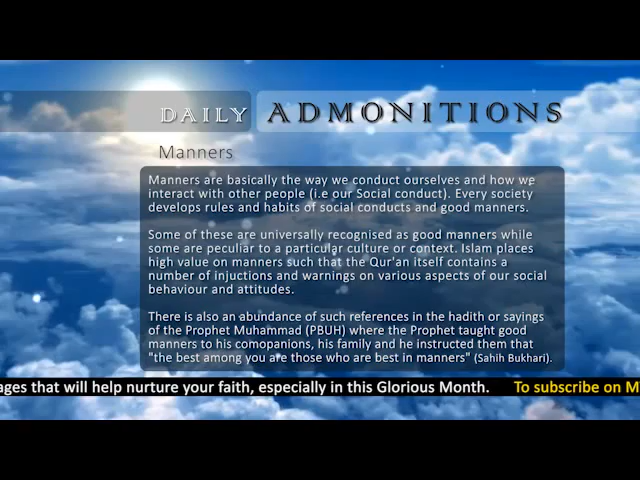 DAILY ADMONITIONS
Manners
Manners are basically the way we conduct ourselves and how we
interact with other people (i.e our Social conduct). Every society
develops rules and habits of social conducts and good manners.
Some of these are universally recognised as good manners while
some are peculiar to a particular culture or context. Islam places
high value on manners such that the Qur'an itself contains a
number of injuctions and warnings on various aspects of our social
behaviour and attitudes.
There is also an abundance of such references in the hadith or sayings
of the Prophet Muhammad (PBUH) where the Prophet taught good
manners to his comopanions, his family and he instructed them that
"the best among you are those who are best in manners" (Sahih Bukhari).
ages that will help nurture your faith, especially in this Glorious Month. To subscribe on M